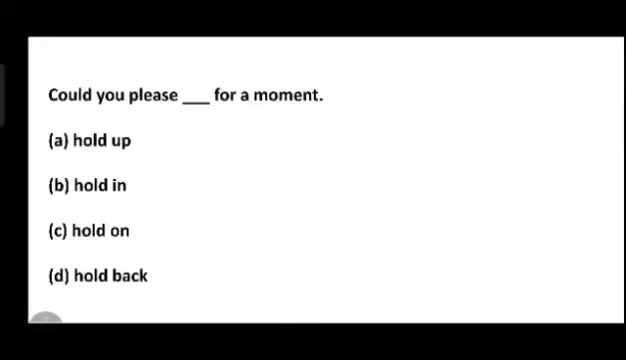 Could you please ___ for a moment.
(a) hold up
(b) hold in
(c) hold on
(d) hold back